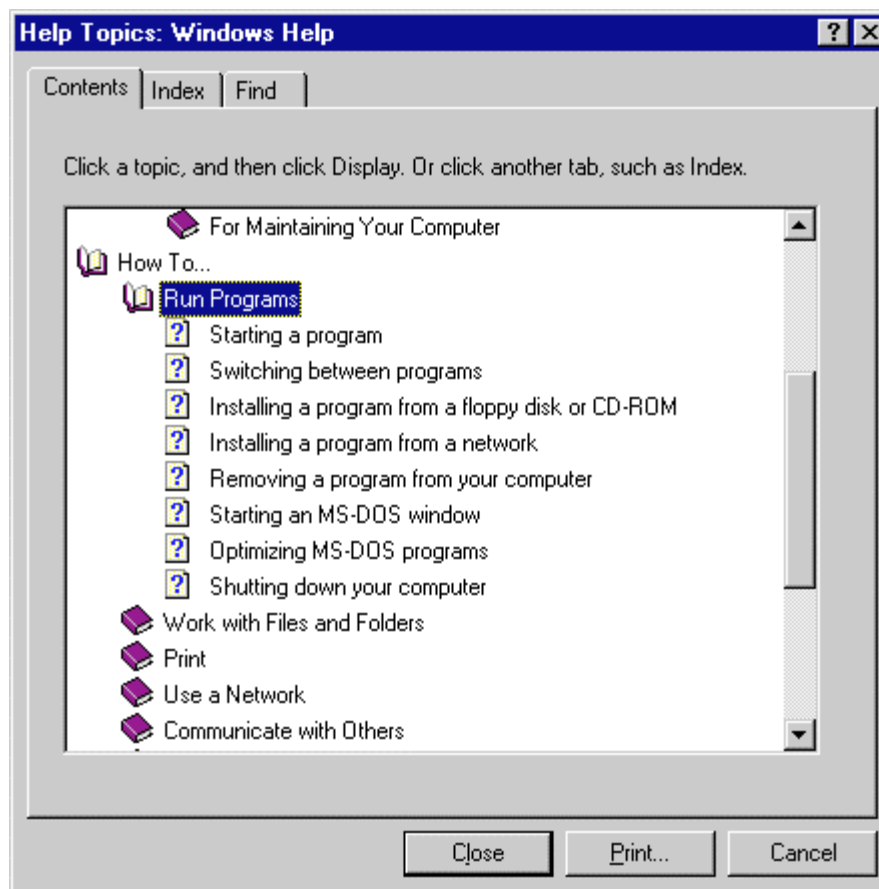 Help Topics: Windows Help
Contents Index Find
Click a topic, and then click Display. Or click another tab, such as Index.
For Maintaining Your Computer
How To...
Run Programs
Starting a program
Switching between programs
Installing a program from a floppy disk or CD-ROM
Installing a program from a network
Removing a program from your computer
Starting an MS-DOS window
Optimizing MS-DOS programs
Shutting down your computer
Work with Files and Folders
Print
Use a Network
Communicate with Others
Close Print... Cancel